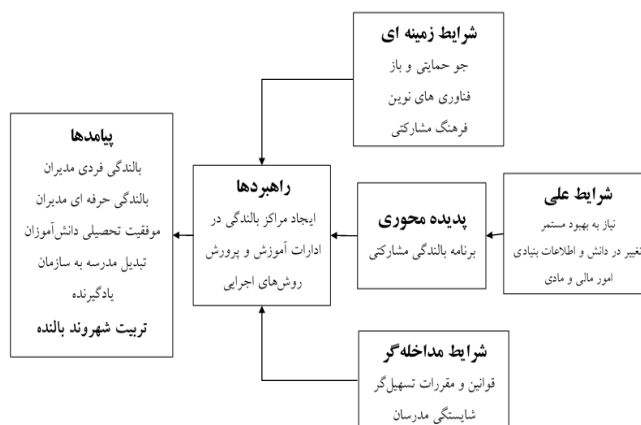 شرایط زمینه ای
جو حمایتی و باز
فناوری های نوین
فرهنگ مشارکتی
شرایط علی
نیاز به بهبود مستمر
تغییر در دانش و اطلاعات بنیادی
امور مالی و مادی
پدیده محوری
برنامه بالندگی مشارکتی
راهبردها
ایجاد مراکز بالندگی در
ادارات آموزش و پرورش
روش‌های اجرایی
پیامدها
بالندگی فردی مدیران
بالندگی حرفه ای مدیران
موفقیت تحصیلی دانش‌آموزان
تبدیل مدرسه به سازمان
یادگیرنده
تربیت شهروند بالنده
شرایط مداخله‌گر
قوانین و مقررات تسهیل‌گر
شایستگی مدرسان